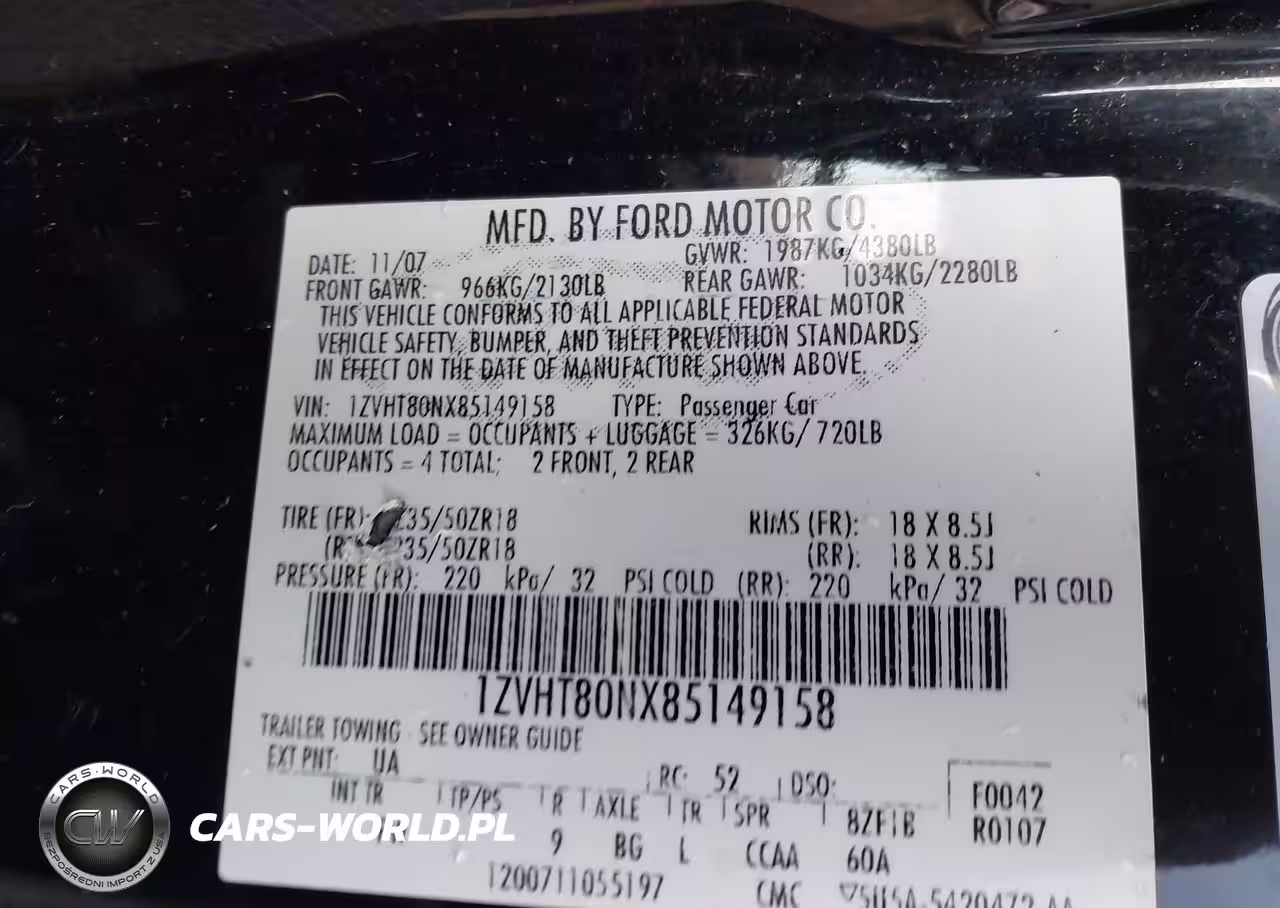 MFD. BY FORD MOTOR CO.
DATE: 11/07 GVWR: 1987KG/4380LB
FRONT GAWR: 966KG/2130LB REAR GAWR: 1034KG/2280LB
THIS VEHICLE CONFORMS TO ALL APPLICABLE FEDERAL MOTOR
VEHICLE SAFETY, BUMPER, AND THEFT PREVENTION STANDARDS
IN EFFECT ON THE DATE OF MANUFACTURE SHOWN ABOVE.
VIN: 1ZVHT80NX85149158 TYPE: Passenger Car
MAXIMUM LOAD = OCCUPANTS + LUGGAGE = 326KG/ 720LB
OCCUPANTS = 4 TOTAL; 2 FRONT, 2 REAR
TIRE (FR): 235/50ZR18 RIMS (FR): 18 X 8.5J
235/50ZR18 (RR): 18 X 8.5J
PRESSURE (FR): 220 kPa/ 32 PSI COLD (RR): 220 kPa/ 32 PSI COLD
1ZVHT80NX85149158
TRAILER TOWING - SEE OWNER GUIDE
EXT PNT: UA RC: 52 DSO: F0042
INT TR TP/PS R AXLE TR SPR 8ZF1B R0107
9 BG L CCAA 60A
1200711055197 CMC
CARS-WORLD
CW
BEZPOŚREDNI IMPORT Z USA
CARS-WORLD.PL